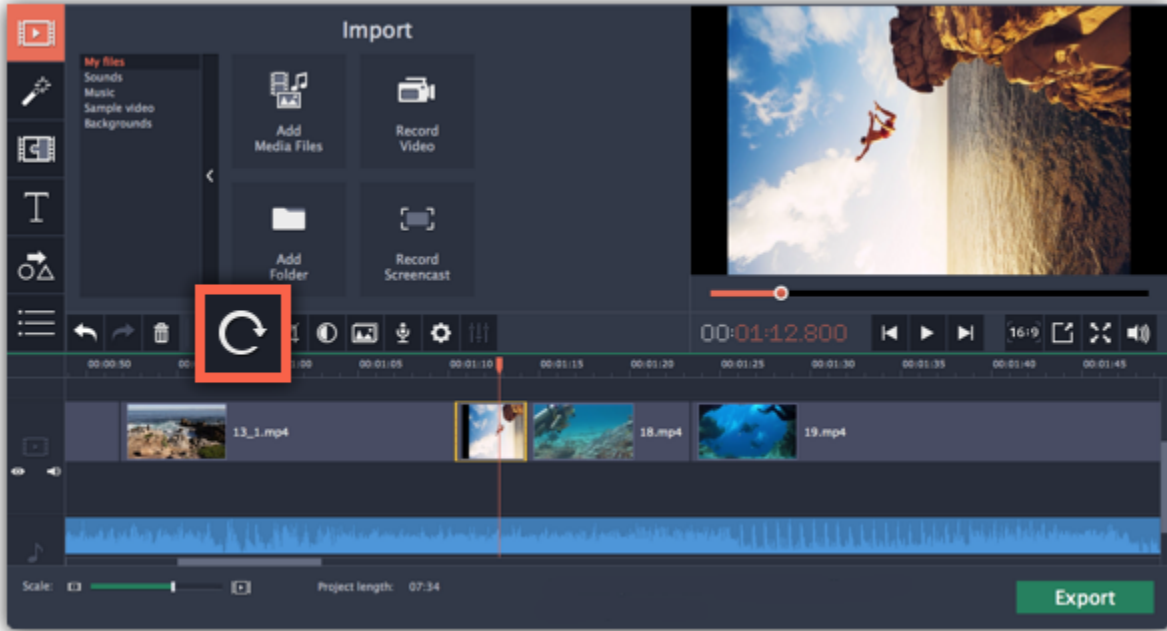 Import
My files
Sounds
Music
Sample video
Backgrounds
Add
Media Files
Record
Video
Add
Folder
Record
Screencast
T
00:01:12.800
16:9
00:00:50
00:01:05
00:01:10
00:01:15
00:01:20
00:01:25
00:01:30
00:01:35
00:01:40
00:01:45
13_1.mp4
18.mp4
19.mp4
Scale:
Project length: 07:34
Export